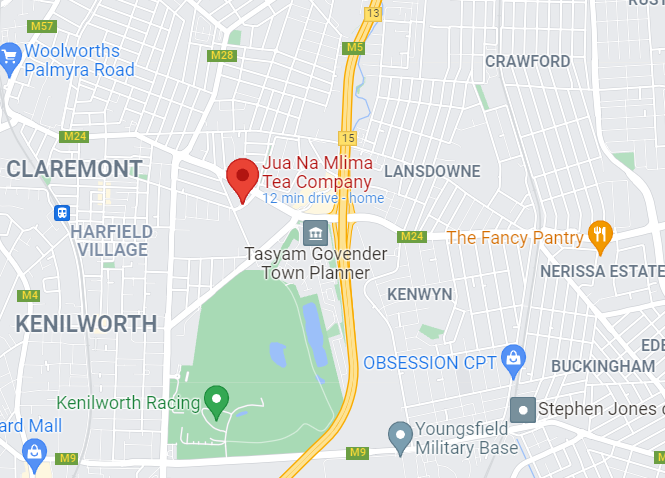 M57
13
RUST
Woolworths
Palmyra Road
M28
M5
CRAWFORD
M24
15
CLAREMONT
Jua Na Mlima
Tea Company
12 min drive - home
LANSDOWNE
HARFIELD
VILLAGE
M24
The Fancy Pantry
Tasyam Govender
Town Planner
NERISSA ESTATE
M4
KENWYN
KENILWORTH
EDE
OBSESSION CPT
BUCKINGHAM
Kenilworth Racing
Stephen Jones
ard Mall
Youngsfield
Military Base
M9
M9